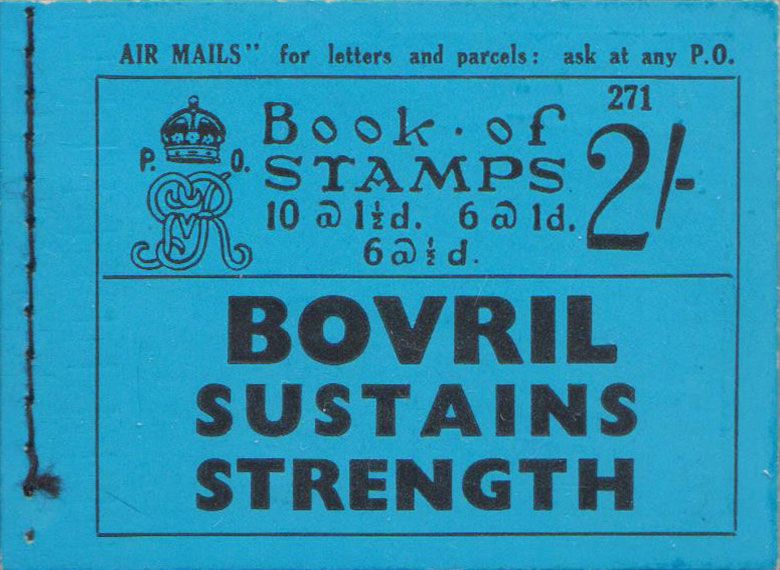 AIR MAILS" for letters and parcels: ask at any P.O.
271
P. O.
Book · of
STAMPS
2/-
10 @ 1½d. 6 @ 1d.
6 @ ½d.
BOVRIL
SUSTAINS
STRENGTH